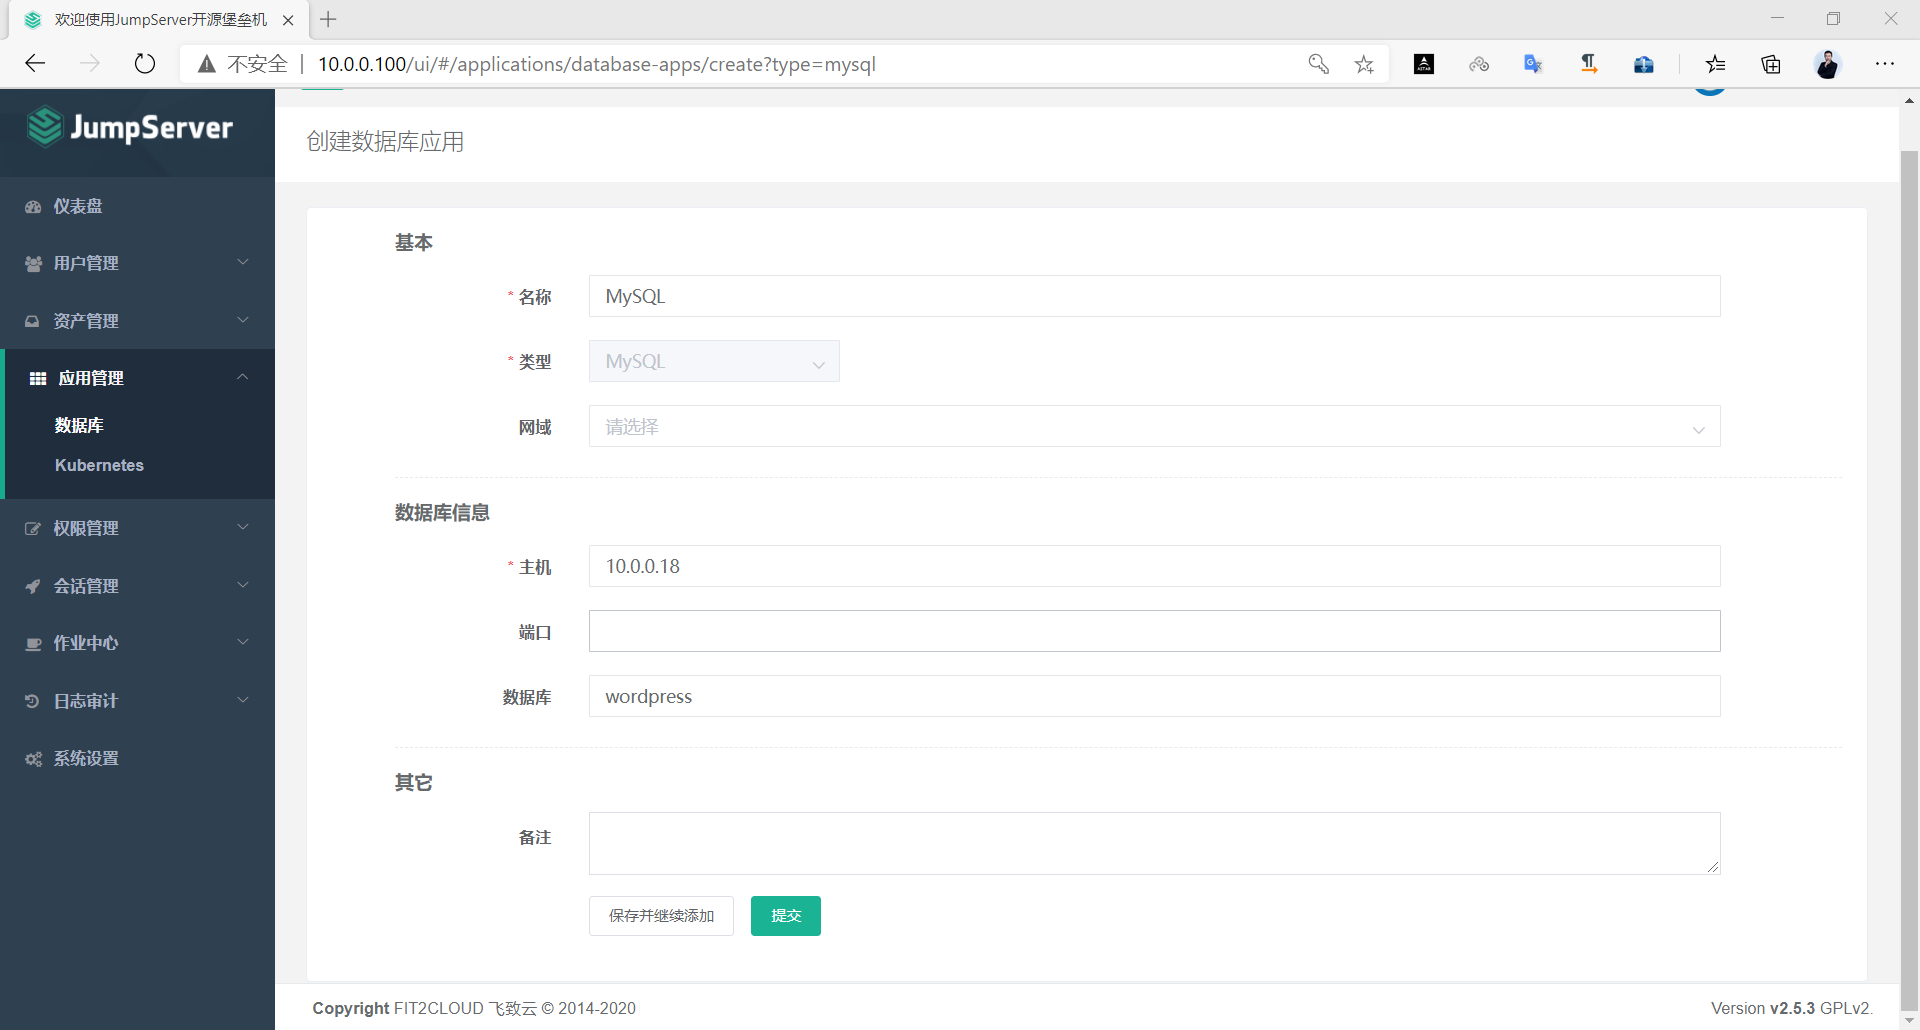 欢迎使用JumpServer开源堡垒机
不安全 | 10.0.0.100/ui/#/applications/database-apps/create?type=mysql
JumpServer
创建数据库应用
仪表盘
用户管理
资产管理
应用管理
数据库
Kubernetes
权限管理
会话管理
作业中心
日志审计
系统设置
基本
* 名称 MySQL
* 类型 MySQL
网域 请选择
数据库信息
* 主机 10.0.0.18
端口
数据库 wordpress
其它
备注
保存并继续添加 提交
Copyright FIT2CLOUD 飞致云 © 2014-2020
Version v2.5.3 GPLv2.